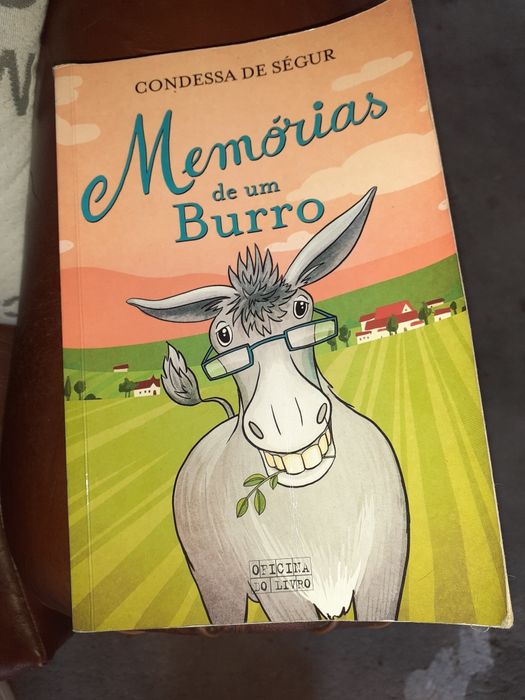 CONDESSA DE SÉGUR
Memórias
de um
Burro
OFICINA
DO LIVRO